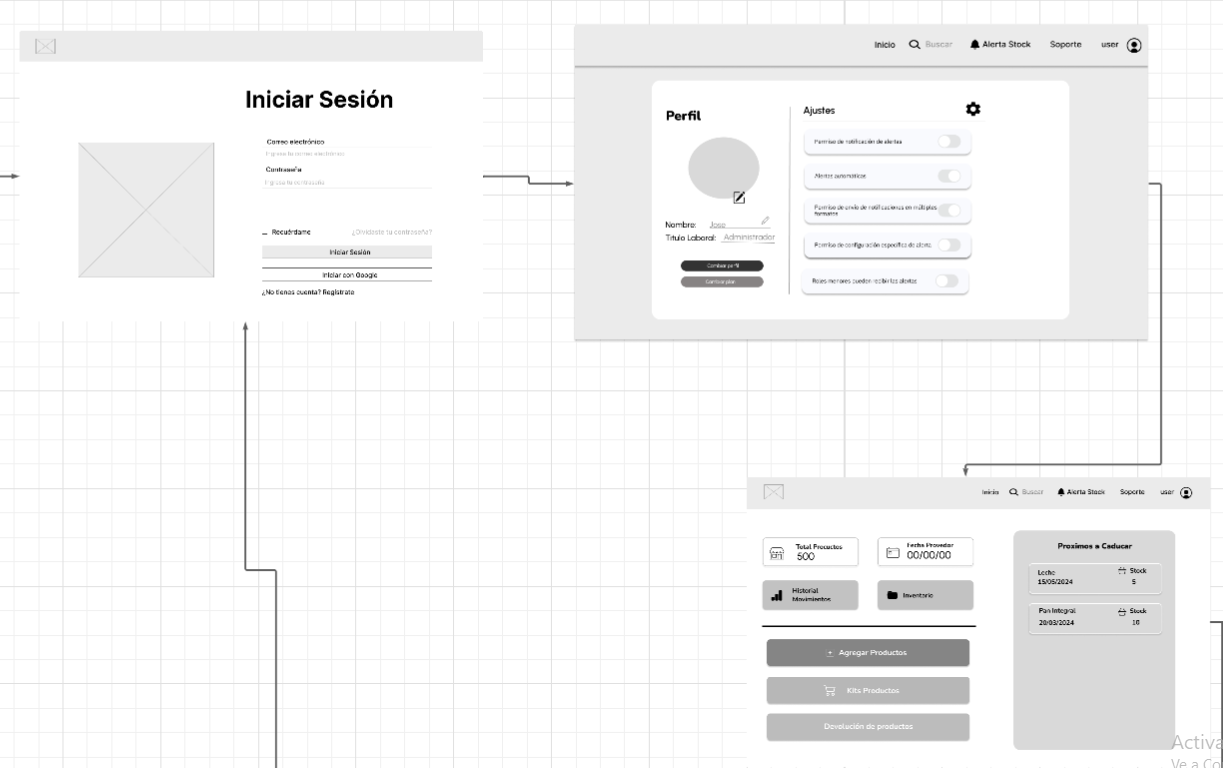 Iniciar Sesión
Correo electrónico
Ingresa tu correo electrónico
Contraseña
Ingresa tu contraseña
Recuérdame
¿Olvidaste tu contraseña?
Iniciar Sesión
Iniciar con Google
¿No tienes cuenta? Regístrate
Inicio
Buscar
Alerta Stock
Soporte
user
Perfil
Nombre: Jose
Titulo Laboral: Administrador
Cambiar perfil
Cambiar plan
Ajustes
Permiso de notificación de alertas
Alertas automáticas
Permiso de envio de notificaciones en múltiples
formatos
Permiso de configuración específica de alerta
Roles menores pueden recibir las alertas
Inicio
Buscar
Alerta Stock
Soporte
user
Total Productos
500
Fecha Proveedor
00/00/00
Historial
Movimientos
Inventario
Agregar Productos
Kits Productos
Devolución de productos
Proximos a Caducar
Leche
15/05/2024
Stock
5
Pan Integral
20/03/2024
Stock
10
Activa
Ve a Co